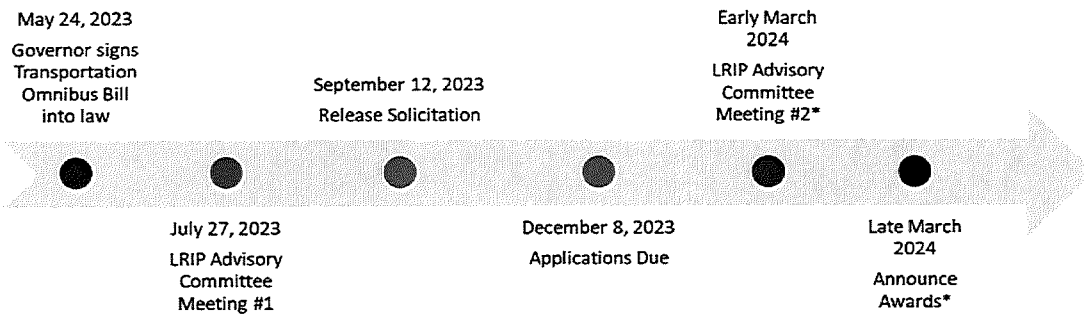 May 24, 2023
Governor signs
Transportation
Omnibus Bill
into law
July 27, 2023
LRIP Advisory
Committee
Meeting #1
September 12, 2023
Release Solicitation
December 8, 2023
Applications Due
Early March
2024
LRIP Advisory
Committee
Meeting #2*
Late March
2024
Announce
Awards*